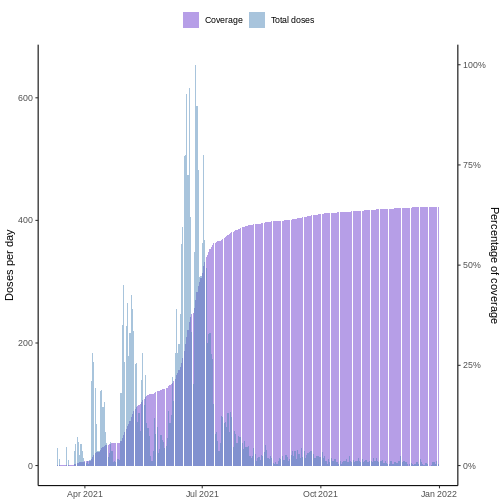 Coverage
Total doses
Doses per day
600
400
200
0
100%
75%
50%
25%
0%
Percentage of coverage
Apr 2021
Jul 2021
Oct 2021
Jan 2022